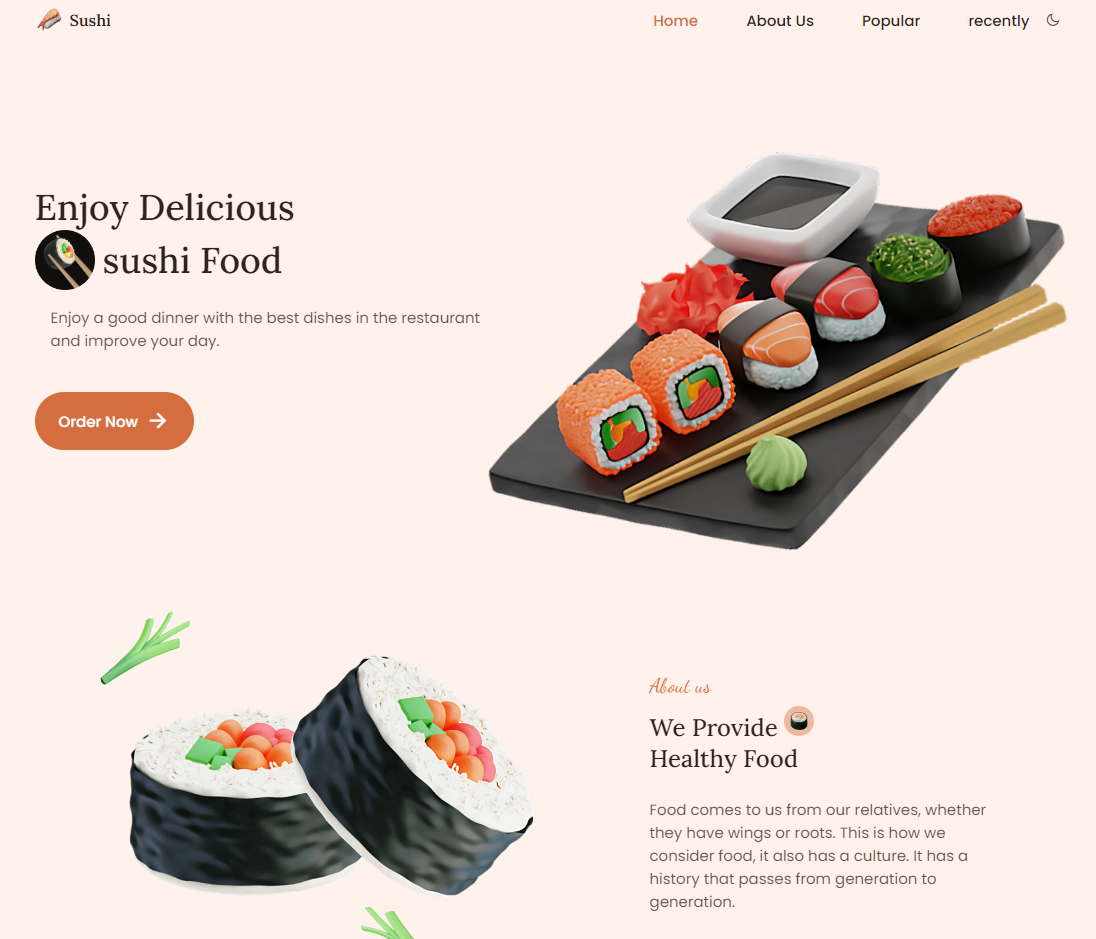 Sushi
Home
About Us
Popular
recently
Enjoy Delicious
sushi Food
Enjoy a good dinner with the best dishes in the restaurant
and improve your day.
Order Now
About us
We Provide
Healthy Food
Food comes to us from our relatives, whether
they have wings or roots. This is how we
consider food, it also has a culture. It has a
history that passes from generation to
generation.